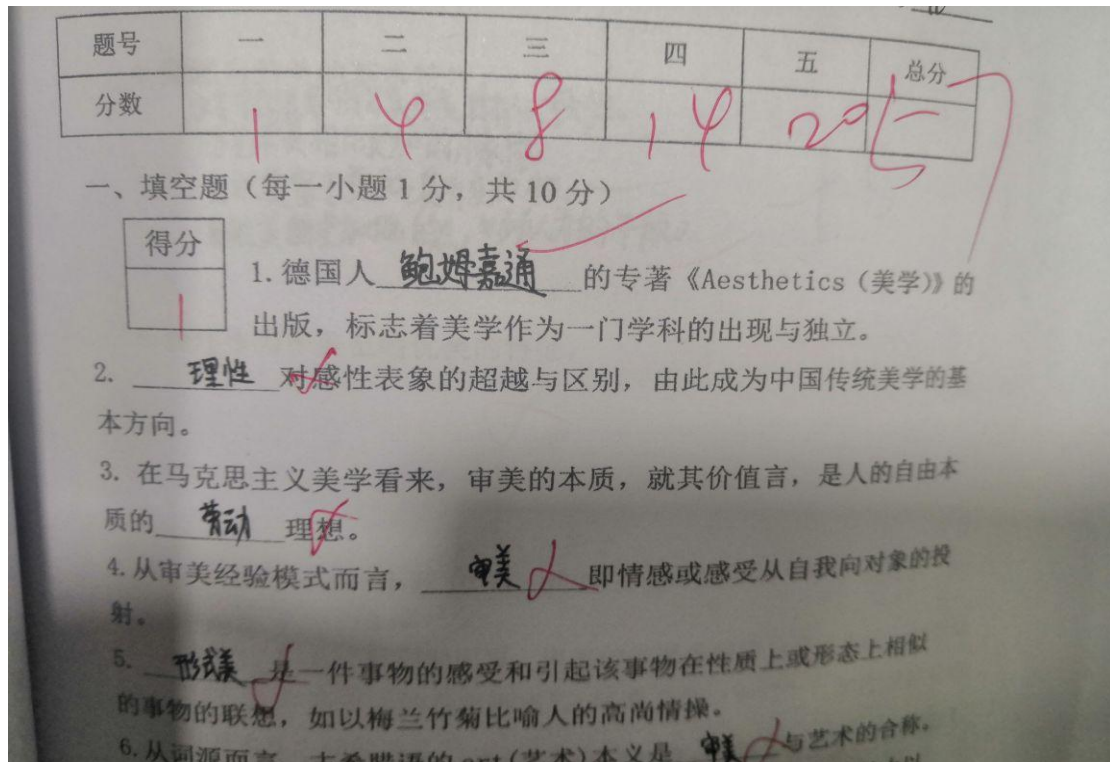 题号 一 二 三 四 五 总分
分数 1 4 8 14 20
一、填空题（每一小题 1 分，共 10 分）
得分
1
1. 德国人 鲍姆嘉通 的专著《Aesthetics（美学）》的
出版，标志着美学作为一门学科的出现与独立。
2. 理性 对感性表象的超越与区别，由此成为中国传统美学的基
本方向。
3. 在马克思主义美学看来，审美的本质，就其价值言，是人的自由本
质的 劳动 理想。
4. 从审美经验模式而言， 审美 即情感或感受从自我向对象的投
射。
5. 形式美 是一件事物的感受和引起该事物在性质上或形态上相似
的事物的联想，如以梅兰竹菊比喻人的高尚情操。
6. 从词源而言，古希腊语的 art(艺术)本义是 审美 与艺术的合称。